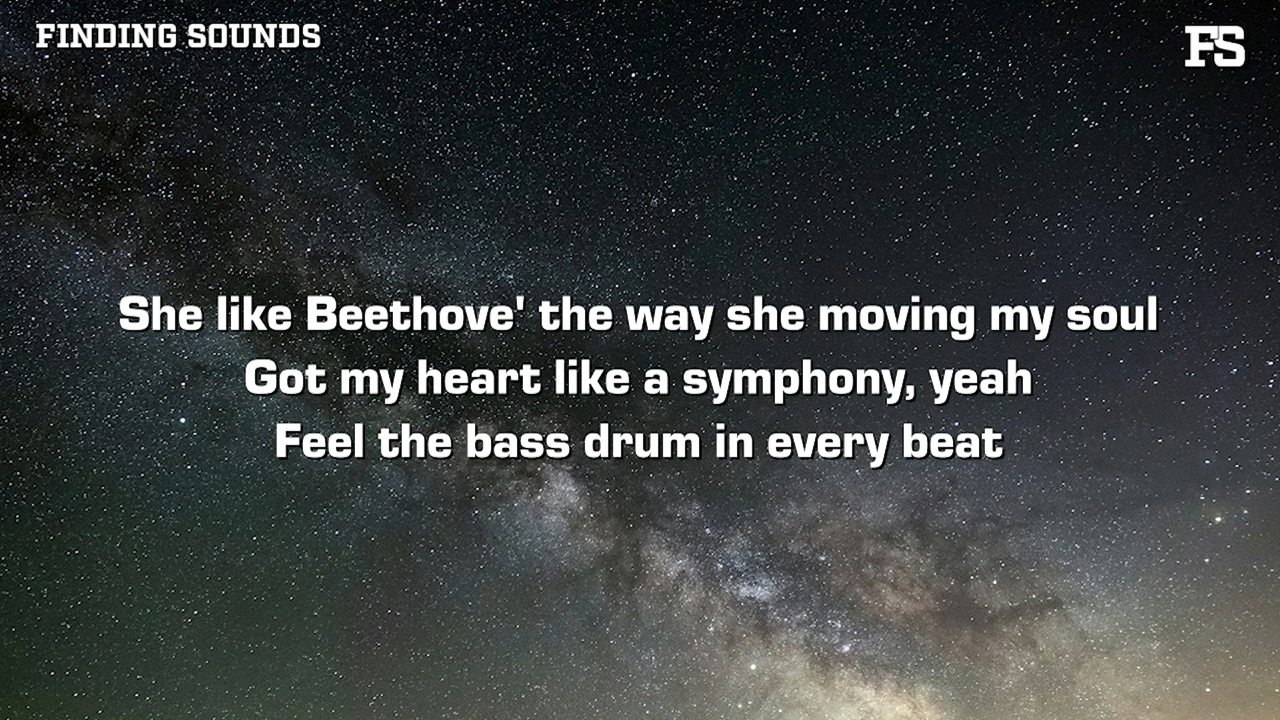 FINDING SOUNDS
FS
She like Beethove' the way she moving my soul
Got my heart like a symphony, yeah
Feel the bass drum in every beat